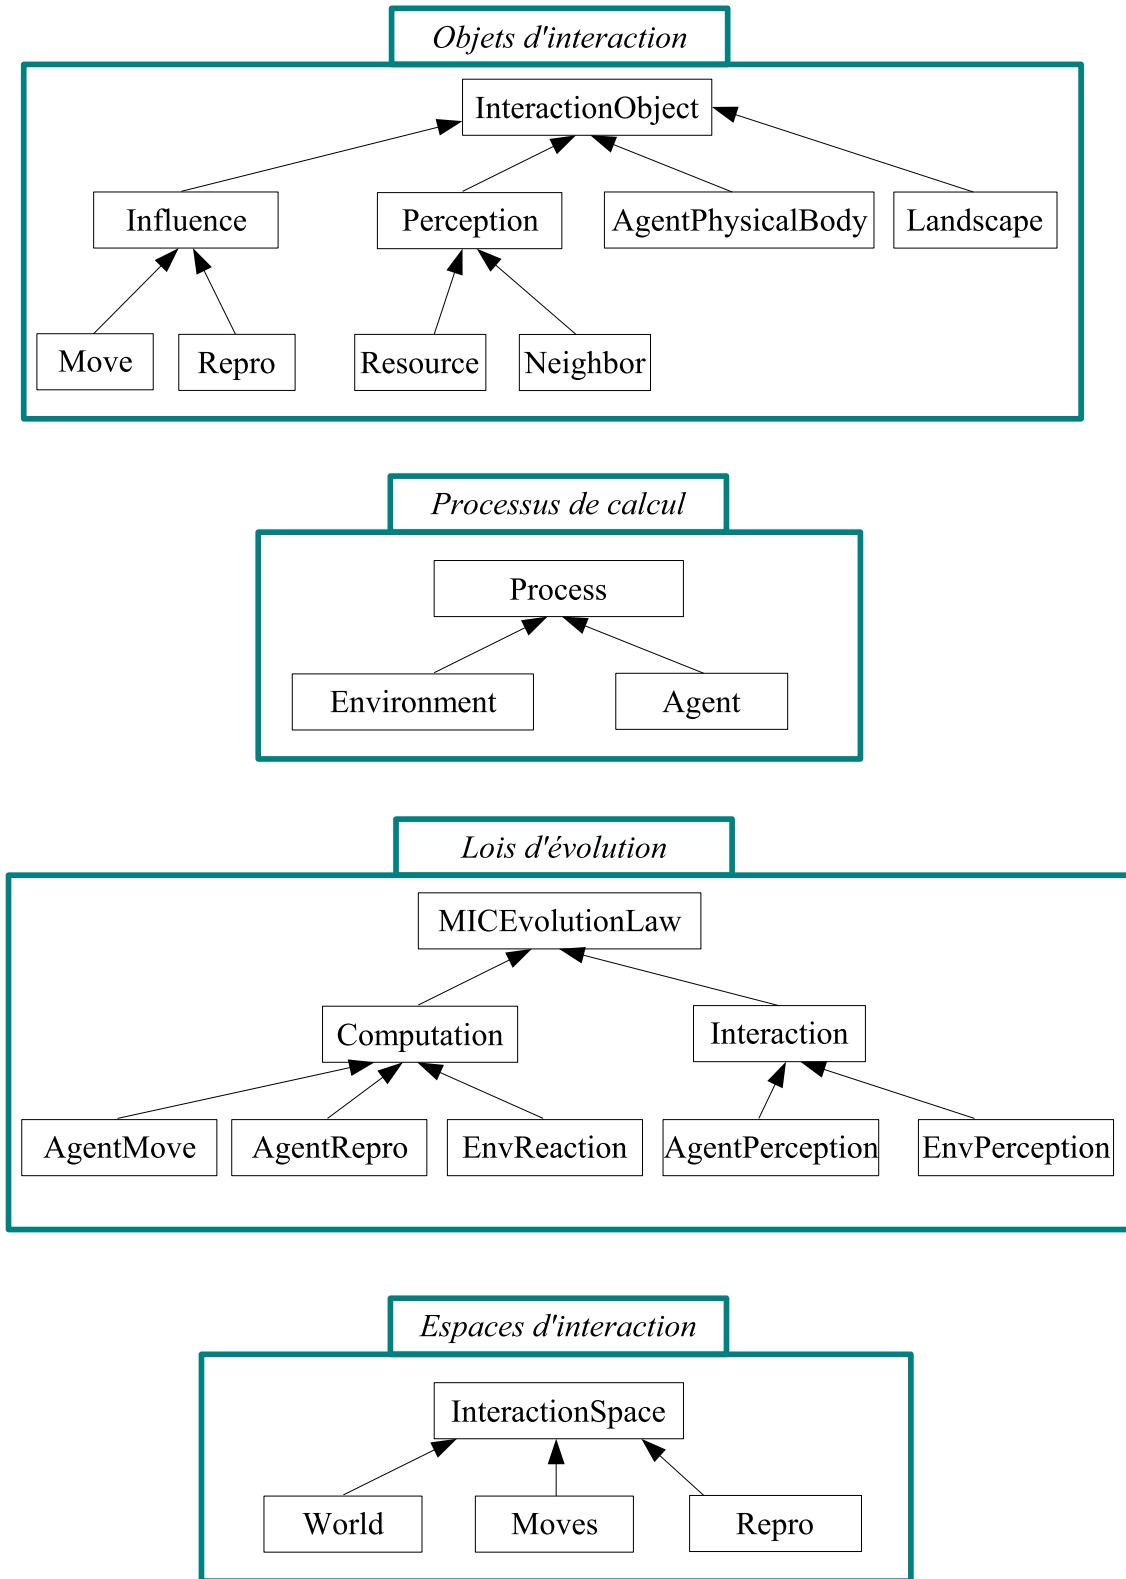 Objets d'interaction
InteractionObject
Influence Perception AgentPhysicalBody Landscape
Move Repro Resource Neighbor
Processus de calcul
Process
Environment Agent
Lois d'évolution
MICEvolutionLaw
Computation Interaction
AgentMove AgentRepro EnvReaction AgentPerception EnvPerception
Espaces d'interaction
InteractionSpace
World Moves Repro